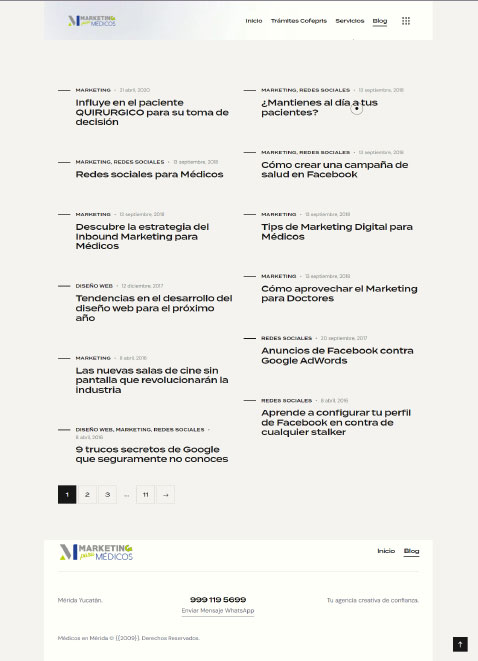 MARKETING
para MÉDICOS
Inicio Trámites Cofepris Servicios Blog
MARKETING • 21 abril, 2020
Influye en el paciente
QUIRURGICO para su toma de
decisión
MARKETING, REDES SOCIALES • 13 septiembre, 2018
Redes sociales para Médicos
MARKETING • 13 septiembre, 2018
Descubre la estrategia del
Inbound Marketing para
Médicos
DISEÑO WEB • 12 diciembre, 2017
Tendencias en el desarrollo del
diseño web para el próximo
año
MARKETING • 8 abril, 2016
Las nuevas salas de cine sin
pantalla que revolucionarán la
industria
DISEÑO WEB, MARKETING, REDES SOCIALES •
8 abril, 2016
9 trucos secretos de Google
que seguramente no conoces
MARKETING, REDES SOCIALES • 13 septiembre, 2018
¿Mantienes al día a tus
pacientes?
MARKETING, REDES SOCIALES • 13 septiembre, 2018
Cómo crear una campaña de
salud en Facebook
MARKETING • 13 septiembre, 2018
Tips de Marketing Digital para
Médicos
MARKETING • 13 septiembre, 2018
Cómo aprovechar el Marketing
para Doctores
REDES SOCIALES • 20 septiembre, 2017
Anuncios de Facebook contra
Google AdWords
REDES SOCIALES • 8 abril, 2016
Aprende a configurar tu perfil
de Facebook en contra de
cualquier stalker
1 2 3 ... 11 →
MARKETING
para MÉDICOS
Inicio Blog
Mérida Yucatán.
999 119 5699
Enviar Mensaje WhatsApp
Tu agencia creativa de confianza.
Médicos en Mérida © {{2009}}. Derechos Reservados.